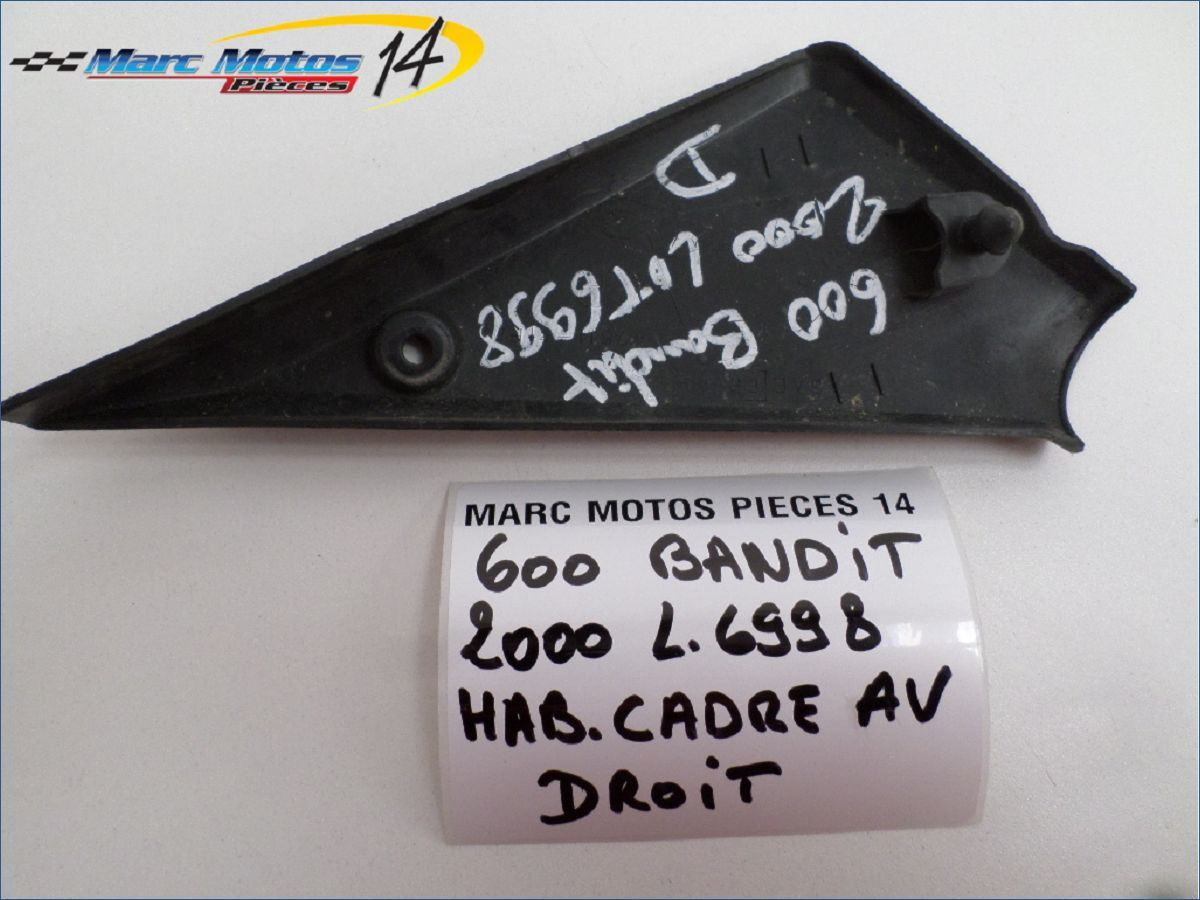 Marc Motos 14
Pièces
600 Bandit
2000 LOT 6998
D
MARC MOTOS PIECES 14
600 BANDiT
2000 L.6998
HAB.CADRE AV
DROiT